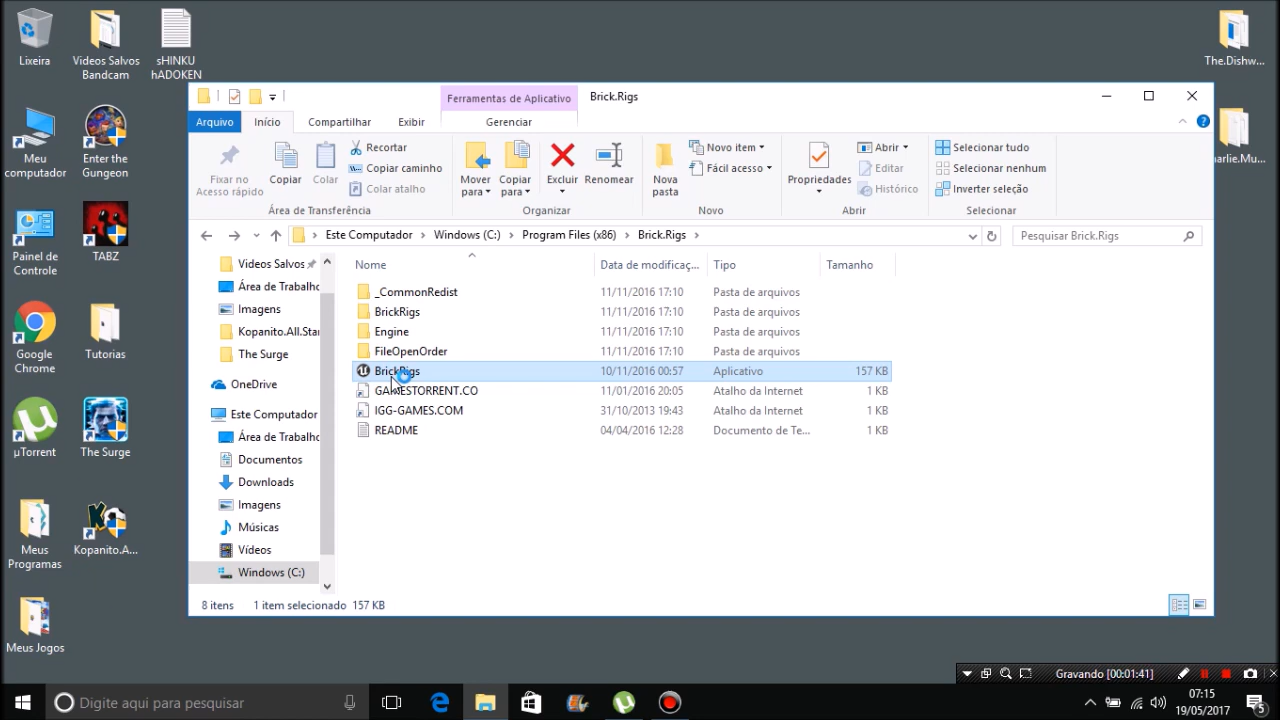 Lixeira
Videos Salvos
Bandcam
sHINKU
hADOKEN
The.Dishw...
Meu
computador
Enter the
Gungeon
arlie.Mu...
Painel de
Controle
TABZ
Google
Chrome
Tutorias
µTorrent
The Surge
Meus
Programas
Kopanito.A...
Meus Jogos
Ferramentas de Aplicativo
Brick.Rigs
Arquivo
Início
Compartilhar
Exibir
Gerenciar
Fixar no
Acesso rápido
Copiar
Colar
Recortar
Copiar caminho
Colar atalho
Área de Transferência
Mover
para
Copiar
para
Excluir
Renomear
Organizar
Nova
pasta
Novo item
Fácil acesso
Novo
Propriedades
Abrir
Editar
Histórico
Abrir
Selecionar tudo
Selecionar nenhum
Inverter seleção
Selecionar
Este Computador > Windows (C:) > Program Files (x86) > Brick.Rigs >
Pesquisar Brick.Rigs
Videos Salvos
Área de Trabalho
Imagens
Kopanito.All.Star
The Surge
OneDrive
Este Computador
Área de Trabalho
Documentos
Downloads
Imagens
Músicas
Vídeos
Windows (C:)
Nome Data de modificaç... Tipo Tamanho
_CommonRedist 11/11/2016 17:10 Pasta de arquivos
BrickRigs 11/11/2016 17:10 Pasta de arquivos
Engine 11/11/2016 17:10 Pasta de arquivos
FileOpenOrder 11/11/2016 17:10 Pasta de arquivos
BrickRigs 10/11/2016 00:57 Aplicativo 157 KB
GAMESTORRENT.CO 11/01/2016 20:05 Atalho da Internet 1 KB
IGG-GAMES.COM 31/10/2013 19:43 Atalho da Internet 1 KB
README 04/04/2016 12:28 Documento de Te... 1 KB
8 itens 1 item selecionado 157 KB
Gravando [00:01:41]
Digite aqui para pesquisar
07:15
19/05/2017
5